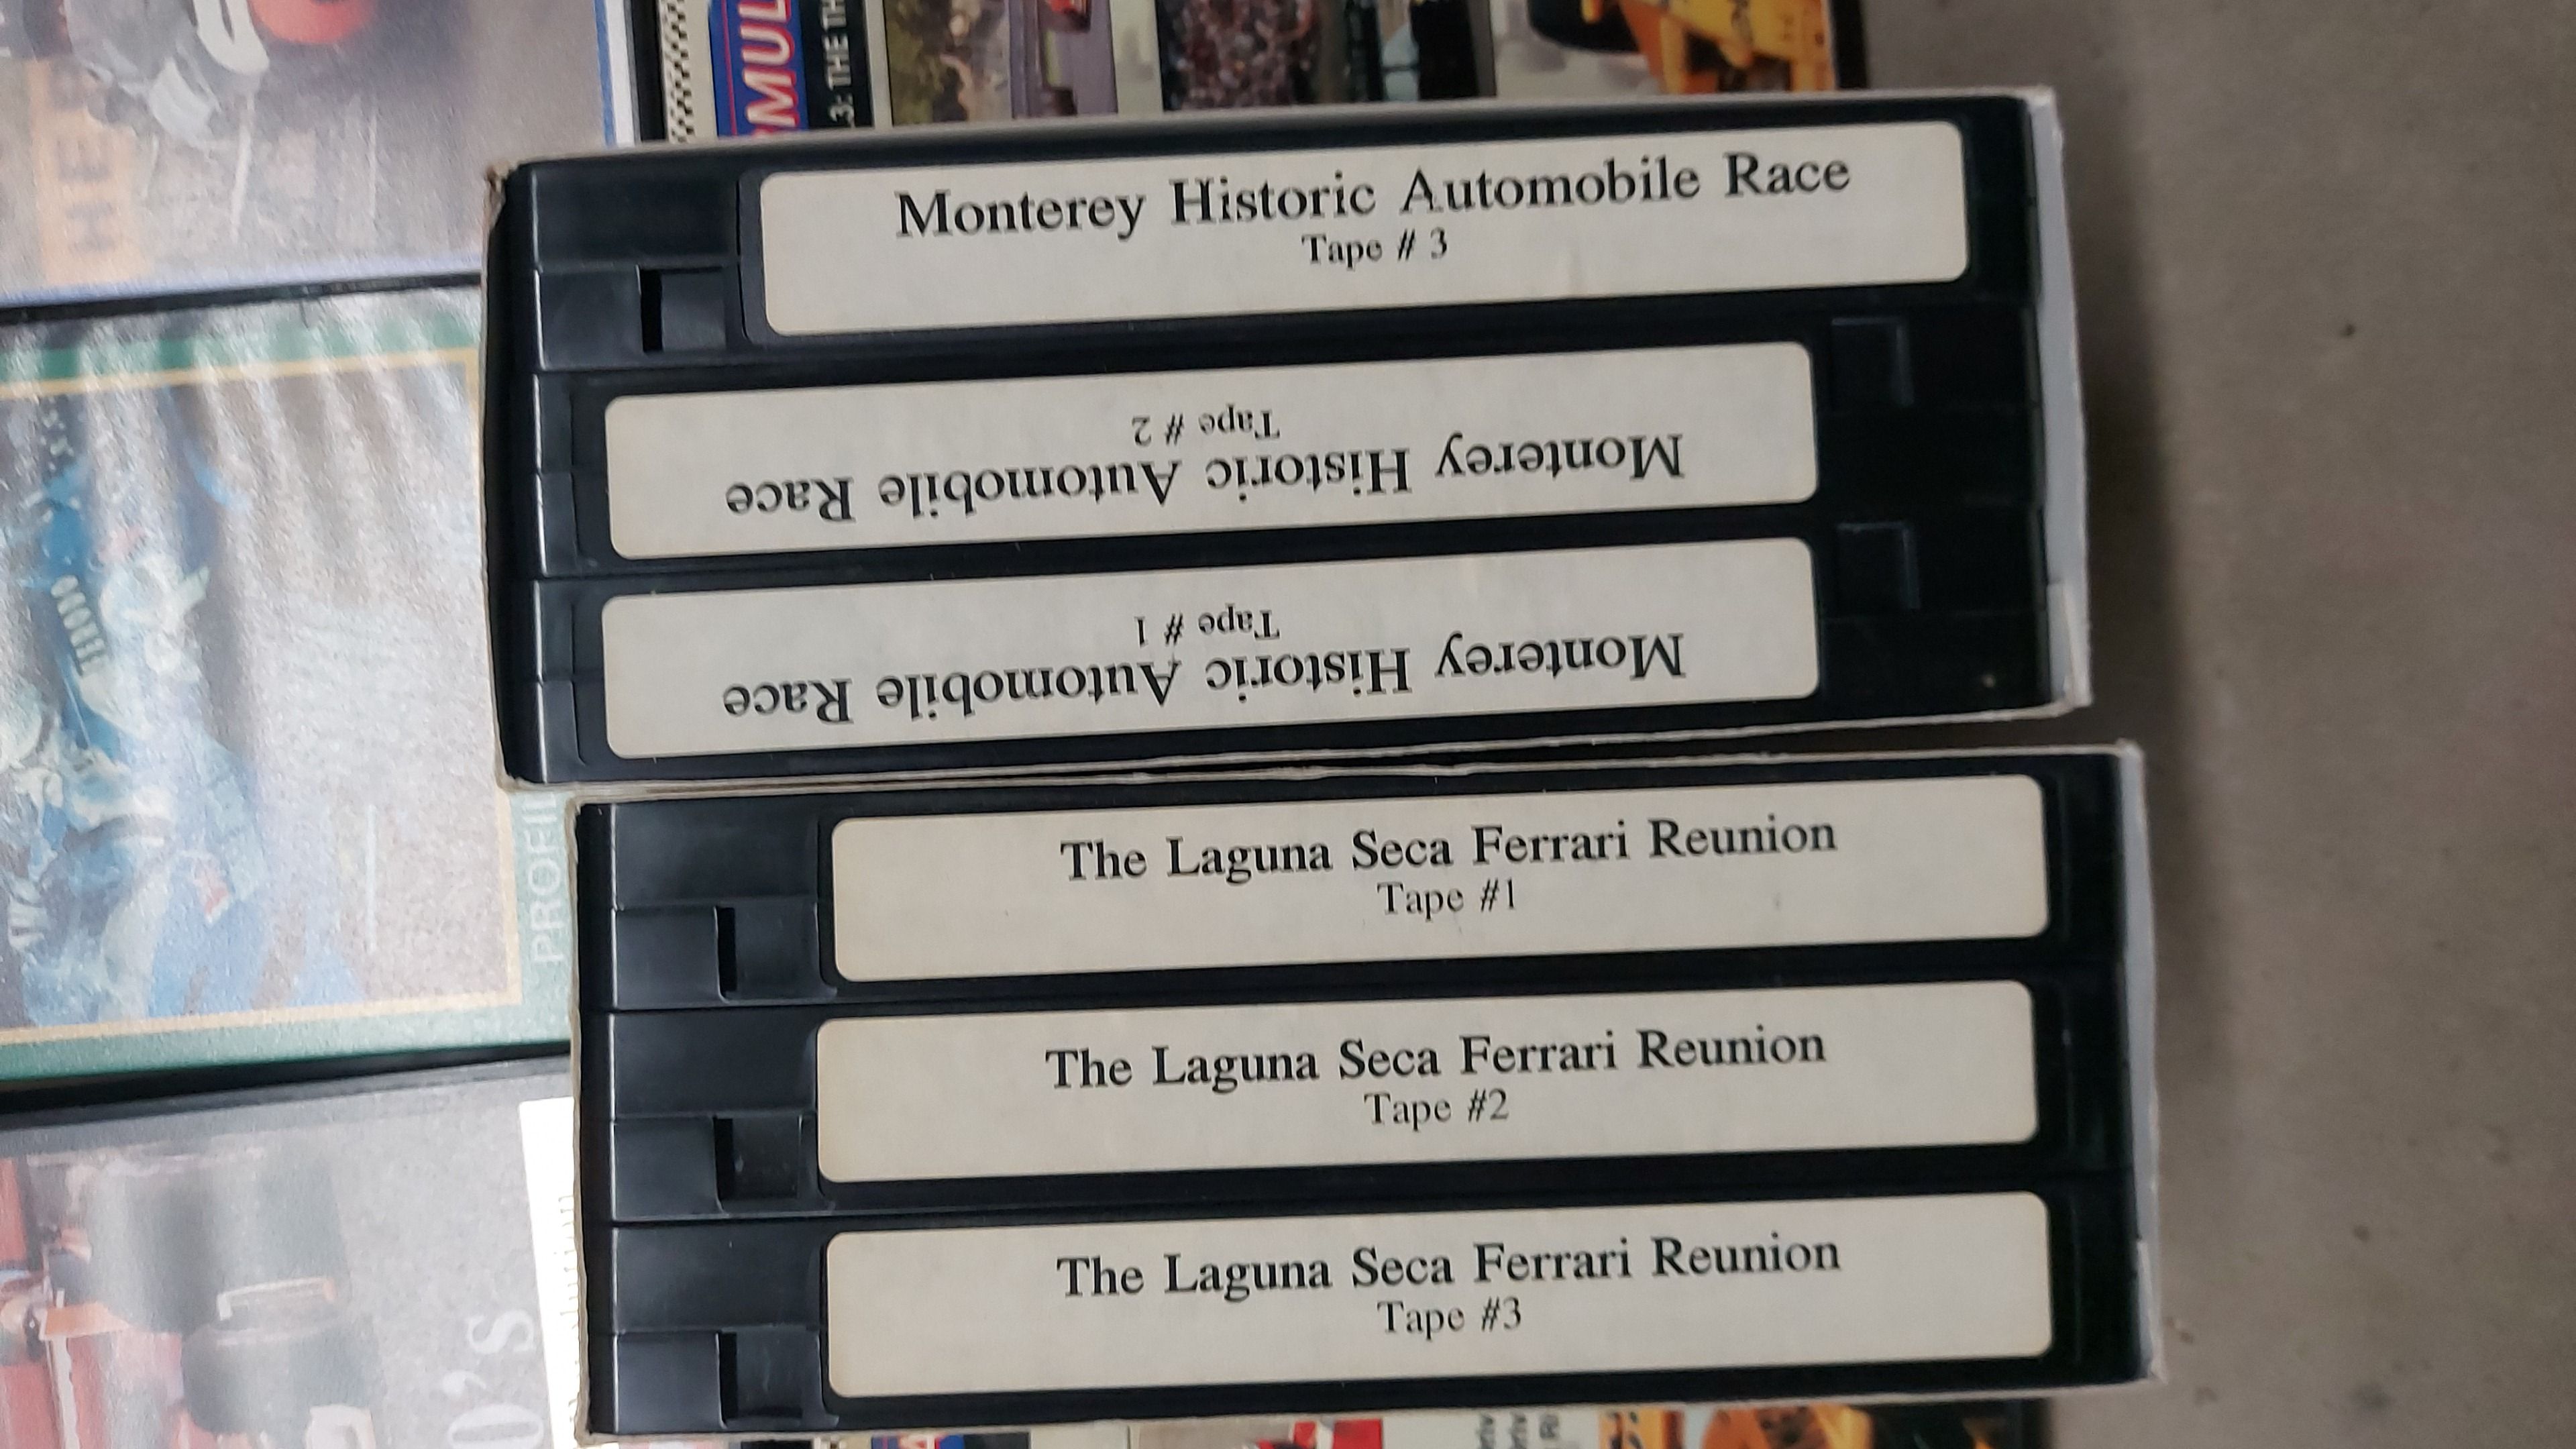 Monterey Historic Automobile Race
Tape # 3
Monterey Historic Automobile Race
Tape # 2
Monterey Historic Automobile Race
Tape # 1
The Laguna Seca Ferrari Reunion
Tape #1
The Laguna Seca Ferrari Reunion
Tape #2
The Laguna Seca Ferrari Reunion
Tape #3